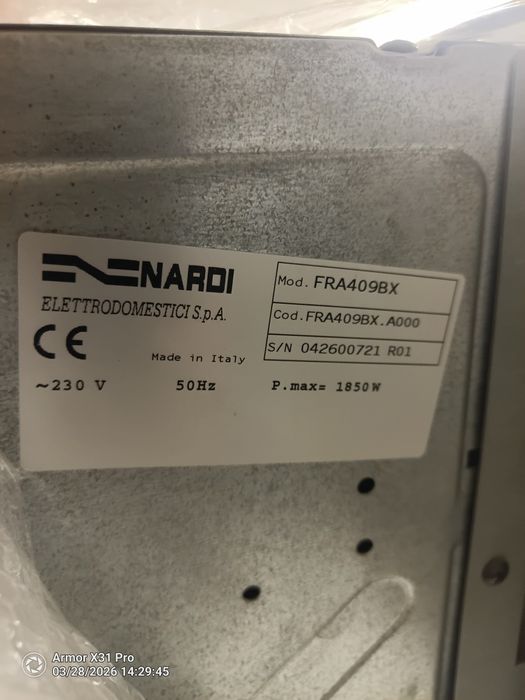 NARDI
ELETTRODOMESTICI S.p.A.
CE
Made in Italy
~230 V 50Hz P.max= 1850W
Mod. FRA409BX
Cod. FRA409BX.A000
S/N 042600721 R01
Armor X31 Pro
03/28/2026 14:29:45